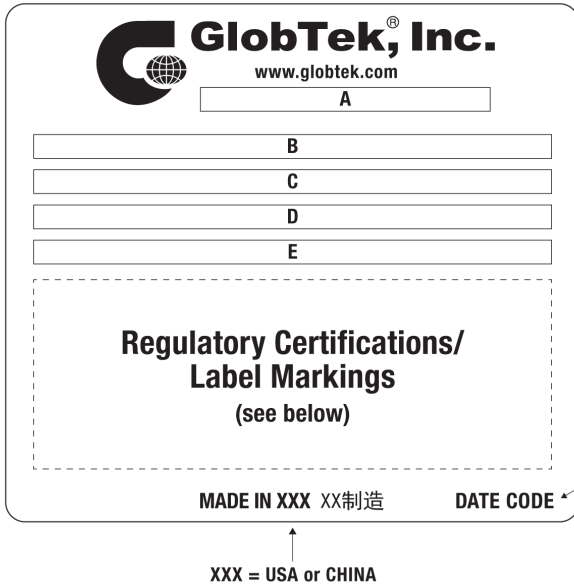 GlobTek®, Inc.
www.globtek.com
A
B
C
D
E
Regulatory Certifications/
Label Markings
(see below)
MADE IN XXX XX制造 DATE CODE
XXX = USA or CHINA